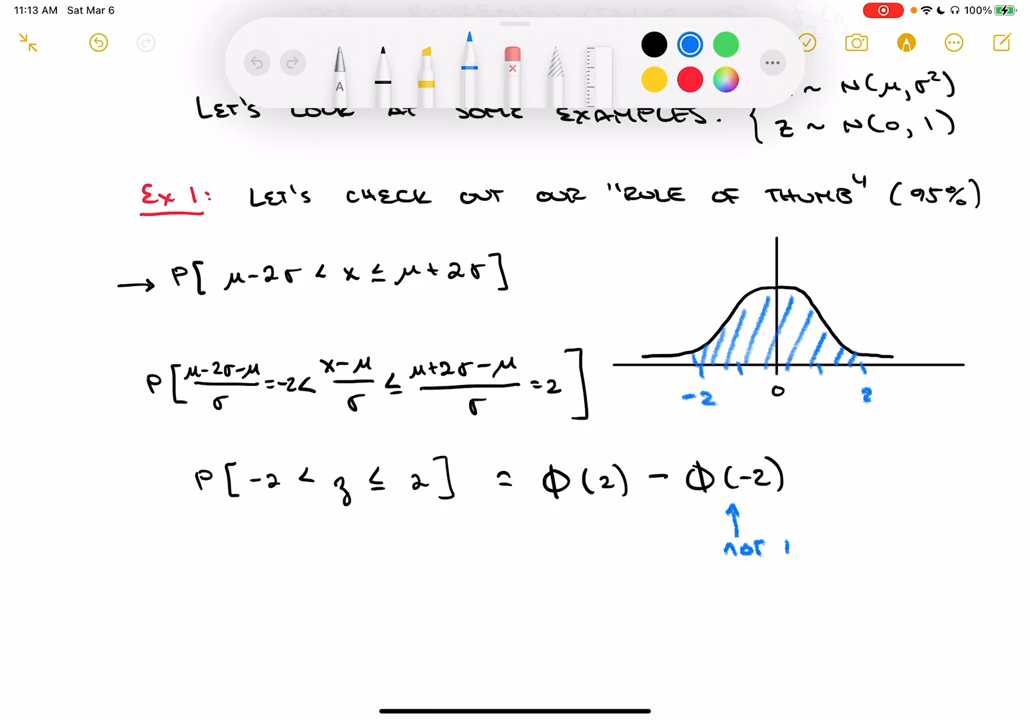 11:13 AM Sat Mar 6
100%
LET'S LOOK AT SOME EXAMPLES.
~ N(μ, σ²)
z ~ N(0, 1)
Ex 1: LET'S CHECK OUT OUR "RULE OF THUMB" (95%)
→ P[ μ-2σ < x ≤ μ+2σ ]
P[ (μ-2σ-μ)/σ = -2 < (x-μ)/σ ≤ (μ+2σ-μ)/σ = 2 ]
-2 0 2
P[ -2 < z ≤ 2 ] = Φ(2) - Φ(-2)
↑
NOT I
A